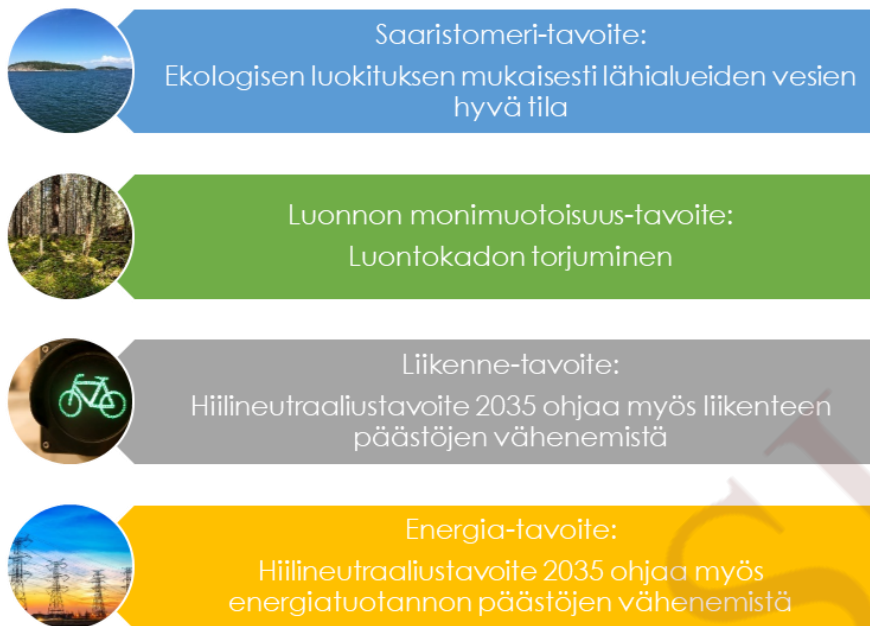 Saaristomeri-tavoite:
Ekologisen luokituksen mukaisesti lähialueiden vesien
hyvä tila
Luonnon monimuotoisuus-tavoite:
Luontokadon torjuminen
Liikenne-tavoite:
Hiilineutraaliustavoite 2035 ohjaa myös liikenteen
päästöjen vähenemistä
Energia-tavoite:
Hiilineutraaliustavoite 2035 ohjaa myös
energiatuotannon päästöjen vähenemistä